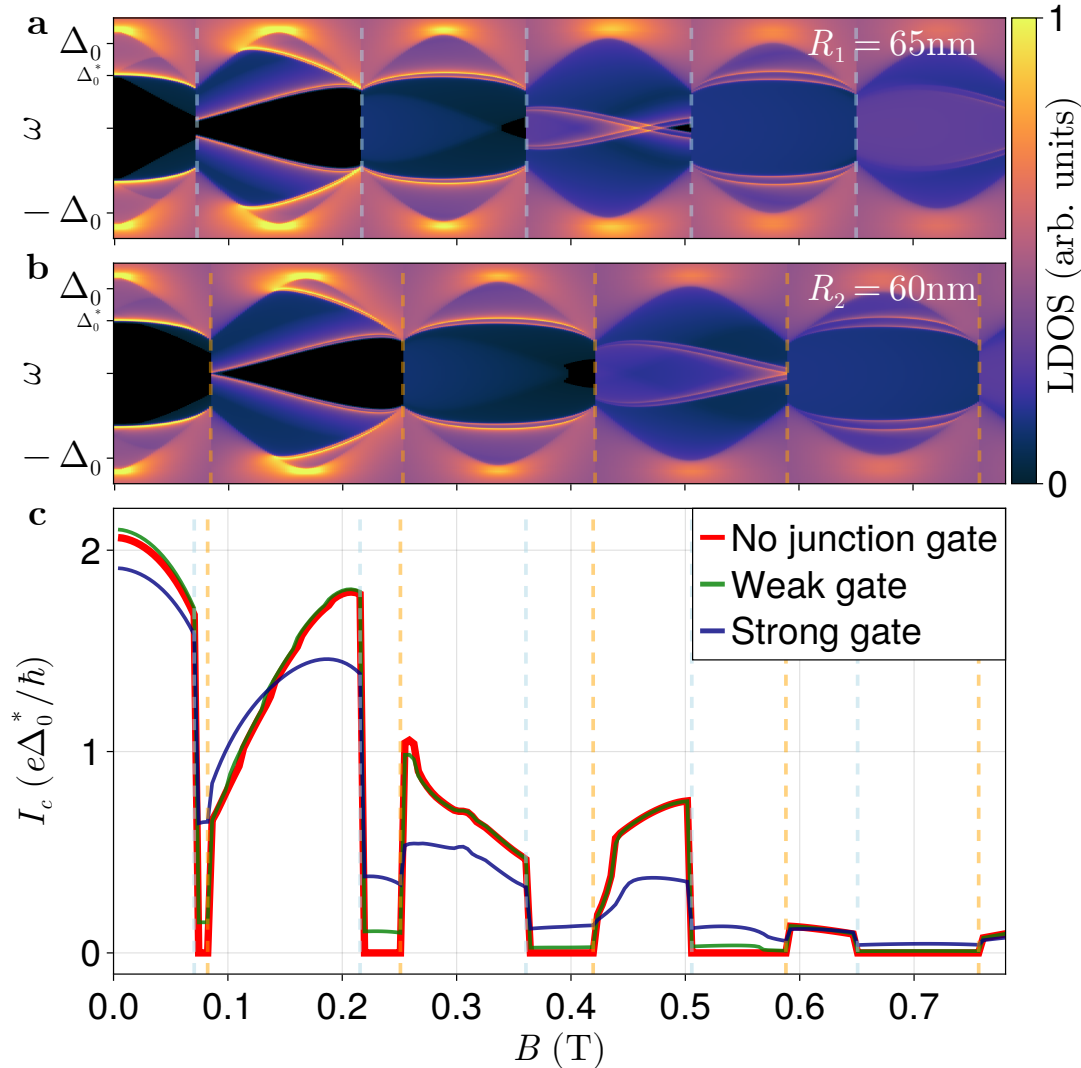 a
Δ₀
Δ₀*
ω
− Δ₀
R₁ = 65nm
1
LDOS (arb. units)
0
b
Δ₀
Δ₀*
ω
− Δ₀
R₂ = 60nm
c
2
1
0
I_c (eΔ₀*/ħ)
No junction gate
Weak gate
Strong gate
0.0 0.1 0.2 0.3 0.4 0.5 0.6 0.7
B (T)